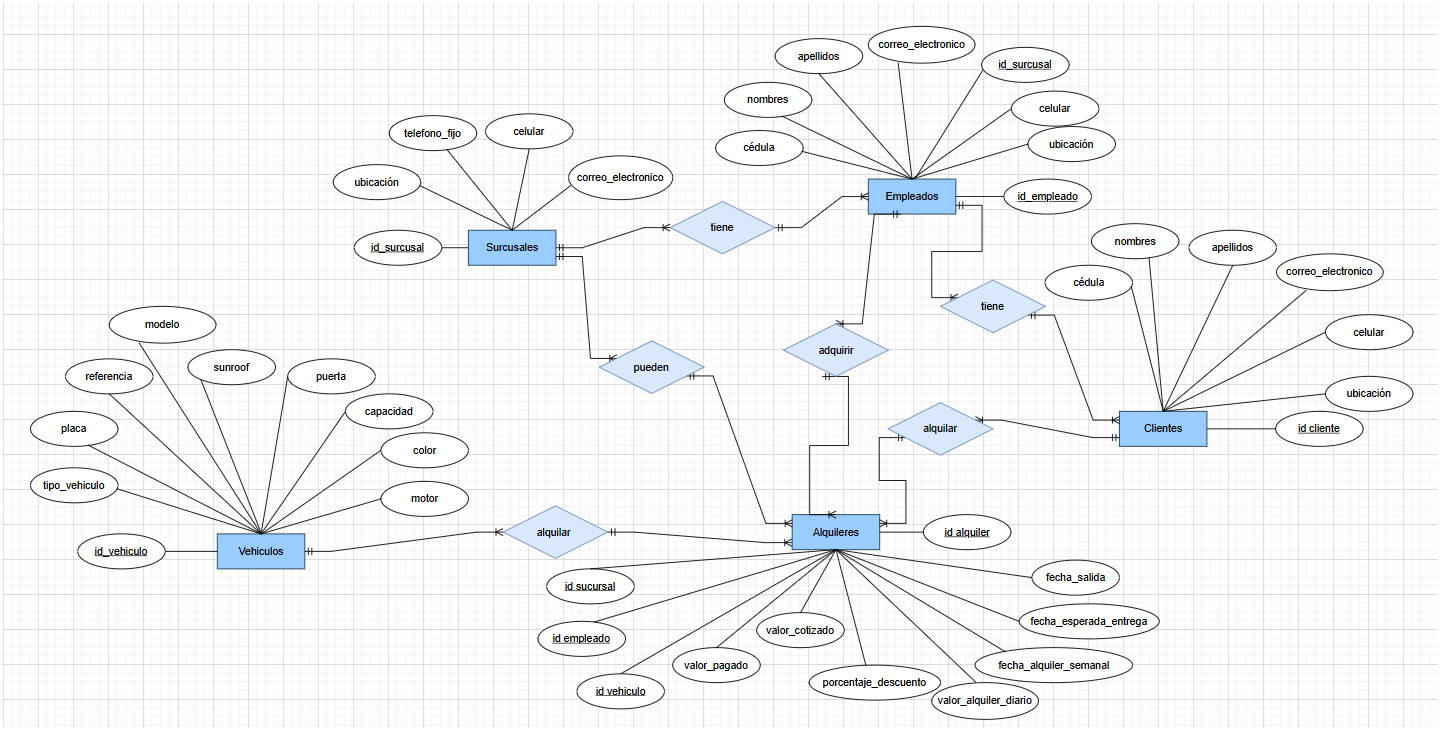 correo_electronico
apellidos
id_surcusal
nombres
celular
cédula
ubicación
Empleados
id_empleado
telefono_fijo
celular
ubicación
correo_electronico
id_surcusal
Surcusales
tiene
nombres
apellidos
correo_electronico
cédula
celular
ubicación
Clientes
id cliente
tiene
adquirir
pueden
alquilar
modelo
sunroof
referencia
puerta
capacidad
placa
color
tipo_vehiculo
motor
id_vehiculo
Vehiculos
alquilar
Alquileres
id alquiler
id sucursal
fecha_salida
id empleado
valor_cotizado
fecha_esperada_entrega
valor_pagado
fecha_alquiler_semanal
id vehiculo
porcentaje_descuento
valor_alquiler_diario